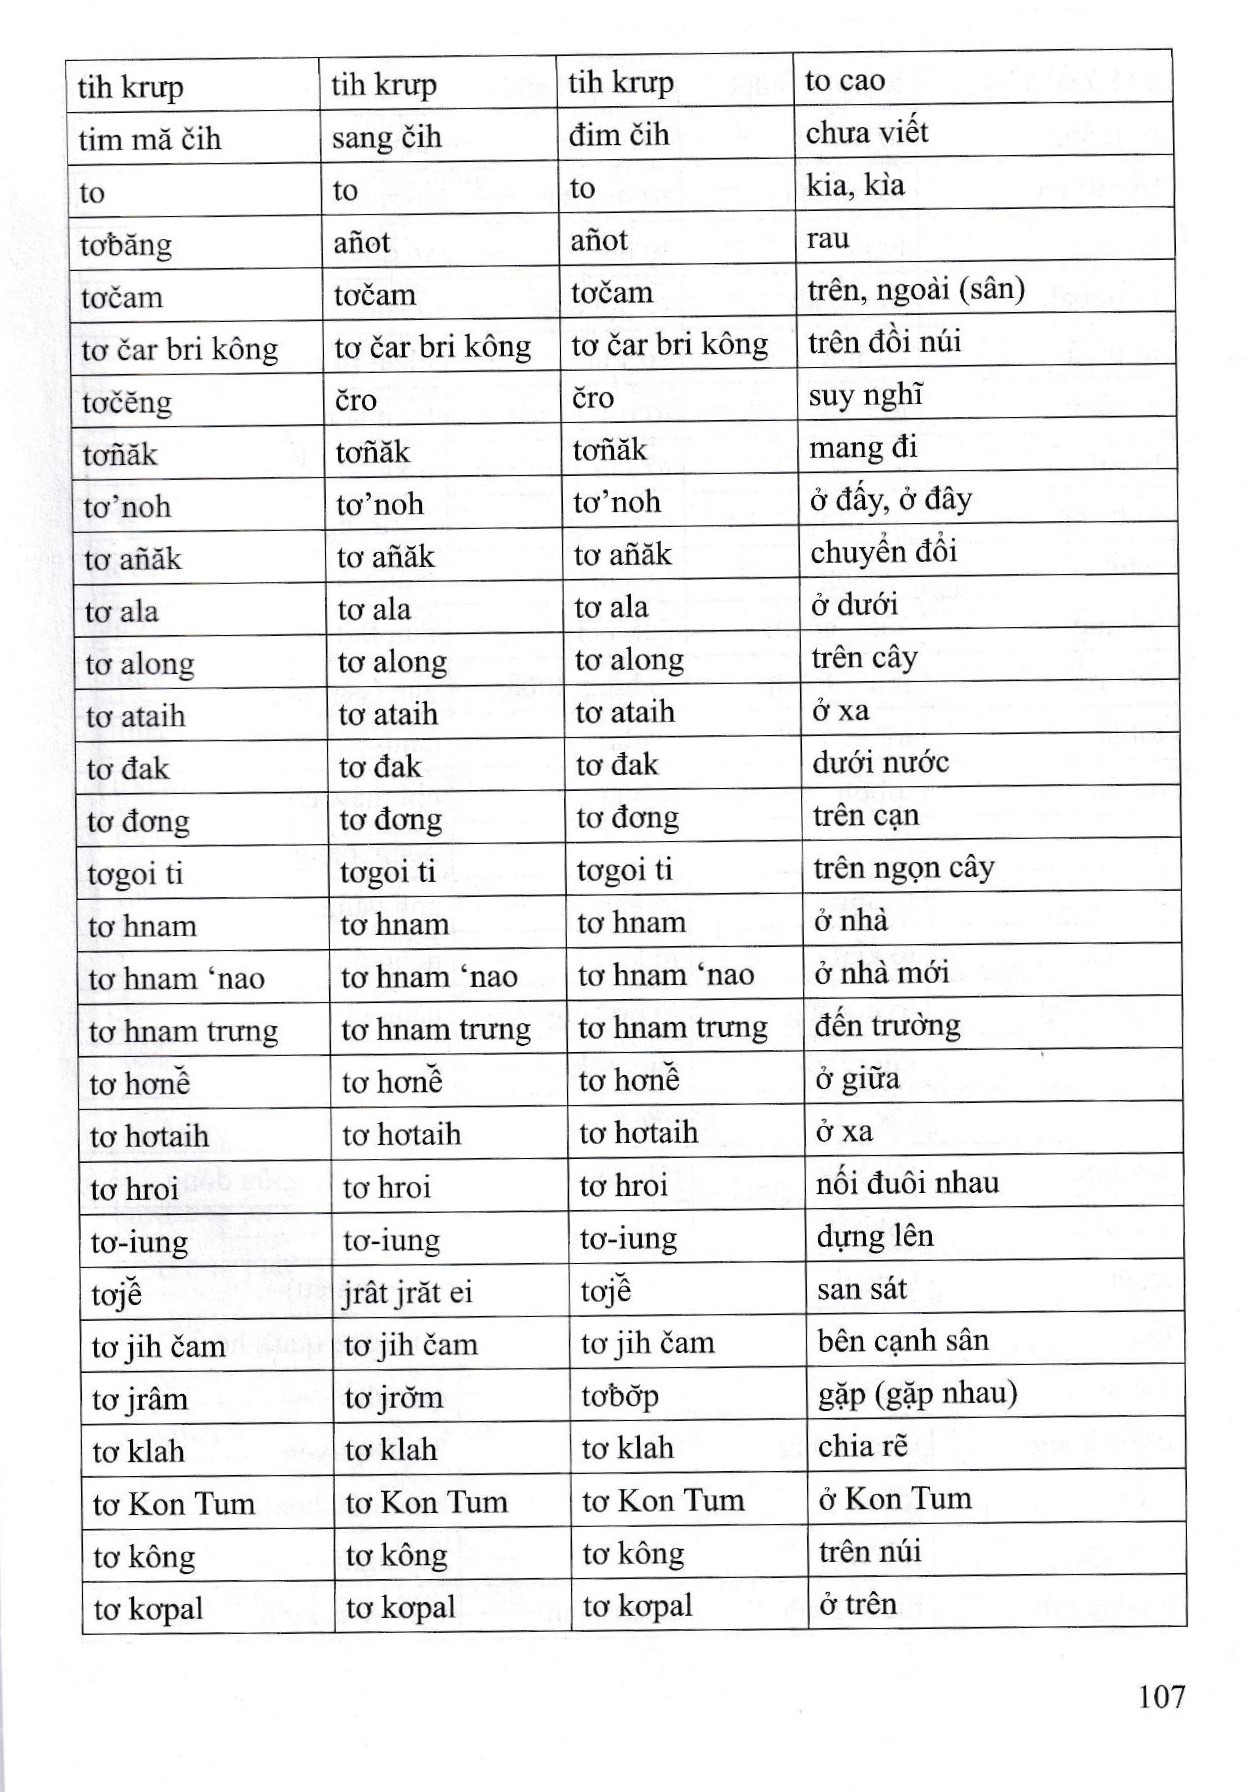 tih krưp tih krưp tih krưp to cao
tim mă čih sang čih đim čih chưa viết
to to to kia, kìa
tơƀăng añot añot rau
tơčam tơčam tơčam trên, ngoài (sân)
tơ čar bri kông tơ čar bri kông tơ čar bri kông trên đồi núi
tơčĕng čro čro suy nghĩ
tơñăk tơñăk tơñăk mang đi
tơ’noh tơ’noh tơ’noh ở đấy, ở đây
tơ añăk tơ añăk tơ añăk chuyển đổi
tơ ala tơ ala tơ ala ở dưới
tơ along tơ along tơ along trên cây
tơ ataih tơ ataih tơ ataih ở xa
tơ đak tơ đak tơ đak dưới nước
tơ đơng tơ đơng tơ đơng trên cạn
tơgoi ti tơgoi ti tơgoi ti trên ngọn cây
tơ hnam tơ hnam tơ hnam ở nhà
tơ hnam ‘nao tơ hnam ‘nao tơ hnam ‘nao ở nhà mới
tơ hnam trưng tơ hnam trưng tơ hnam trưng đến trường
tơ hơnê̆ tơ hơnê̆ tơ hơnê̆ ở giữa
tơ hơtaih tơ hơtaih tơ hơtaih ở xa
tơ hroi tơ hroi tơ hroi nối đuôi nhau
tơ-iung tơ-iung tơ-iung dựng lên
tơjê̆ jrât jrăt ei tơjê̆ san sát
tơ jih čam tơ jih čam tơ jih čam bên cạnh sân
tơ jrâm tơ jrơ̆m tơƀơ̆p gặp (gặp nhau)
tơ klah tơ klah tơ klah chia rẽ
tơ Kon Tum tơ Kon Tum tơ Kon Tum ở Kon Tum
tơ kông tơ kông tơ kông trên núi
tơ kơpal tơ kơpal tơ kơpal ở trên
107